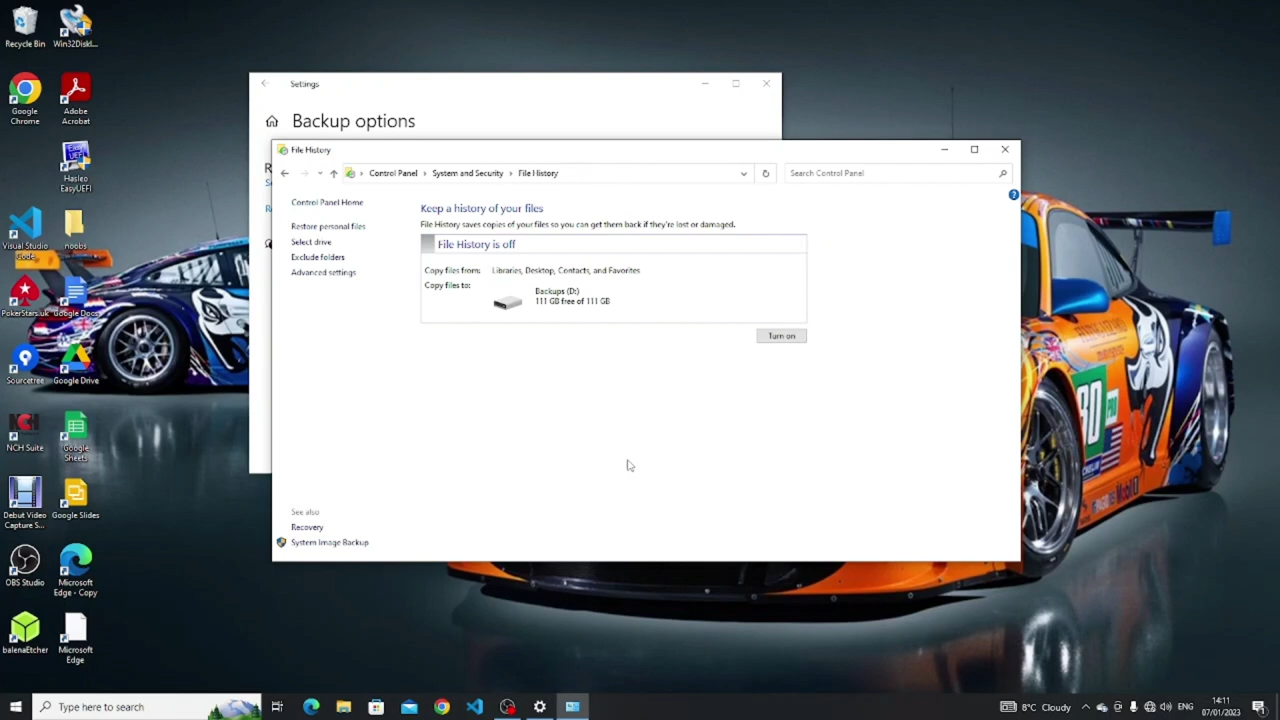 Recycle Bin
Win32DiskI...
Google
Chrome
Adobe
Acrobat
Easy
UEFI
Hasleo
EasyUEFI
Visual Studio
Code
noobs
PokerStars.uk
Google Docs
Sourcetree
Google Drive
NCH Suite
Google
Sheets
Debut Video
Capture S...
Google Slides
OBS Studio
Microsoft
Edge - Copy
balenaEtcher
Microsoft
Edge
Settings
Backup options
File History
Control Panel
System and Security
File History
Search Control Panel
Control Panel Home
Restore personal files
Select drive
Exclude folders
Advanced settings
Keep a history of your files
File History saves copies of your files so you can get them back if they're lost or damaged.
File History is off
Copy files from: Libraries, Desktop, Contacts, and Favorites
Copy files to:
Backups (D:)
111 GB free of 111 GB
Turn on
See also
Recovery
System Image Backup
80
Mobil
Type here to search
8°C Cloudy
ENG
14:11
07/01/2023